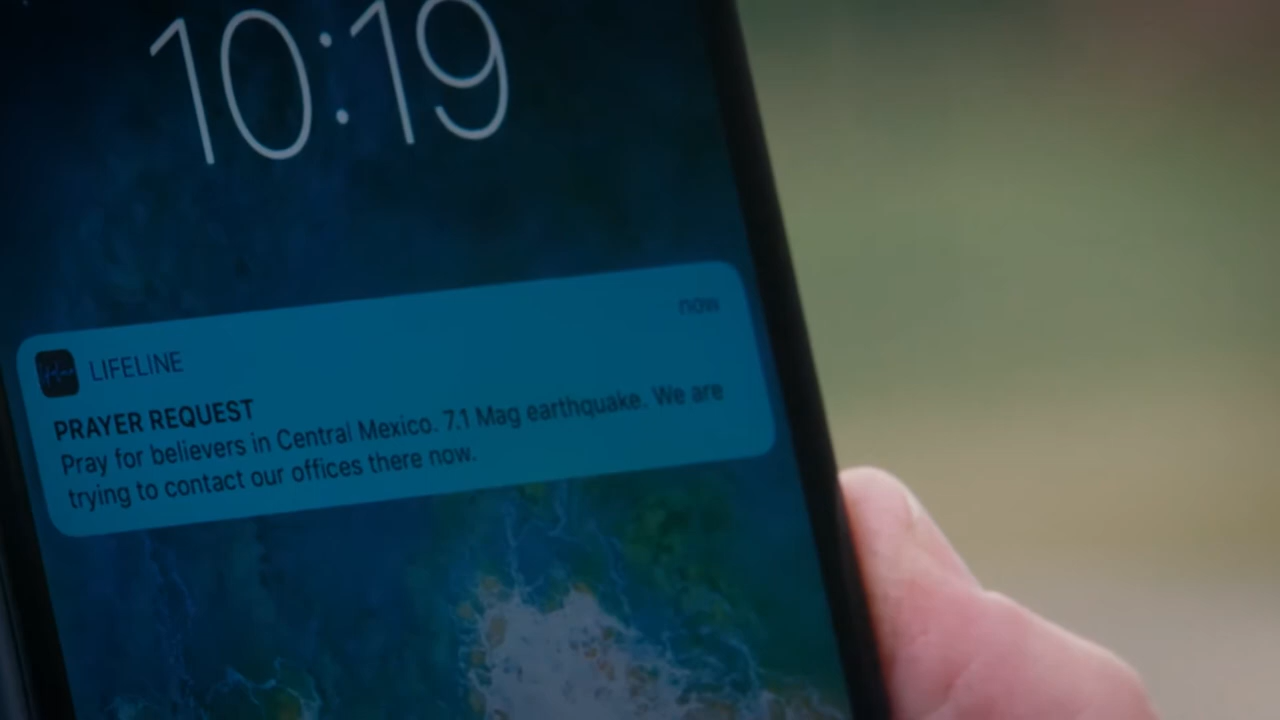 10:19
now
LIFELINE
PRAYER REQUEST
Pray for believers in Central Mexico. 7.1 Mag earthquake. We are
trying to contact our offices there now.